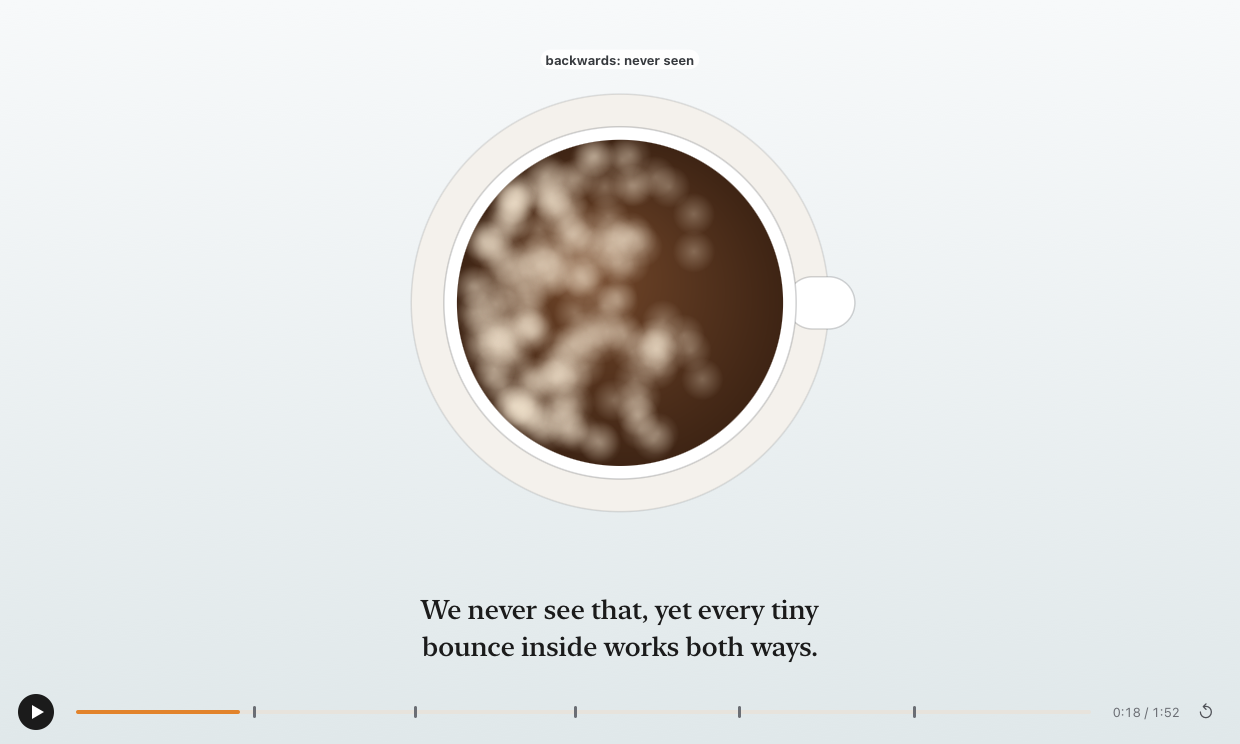 backwards: never seen
We never see that, yet every tiny
bounce inside works both ways.
0:18 / 1:52